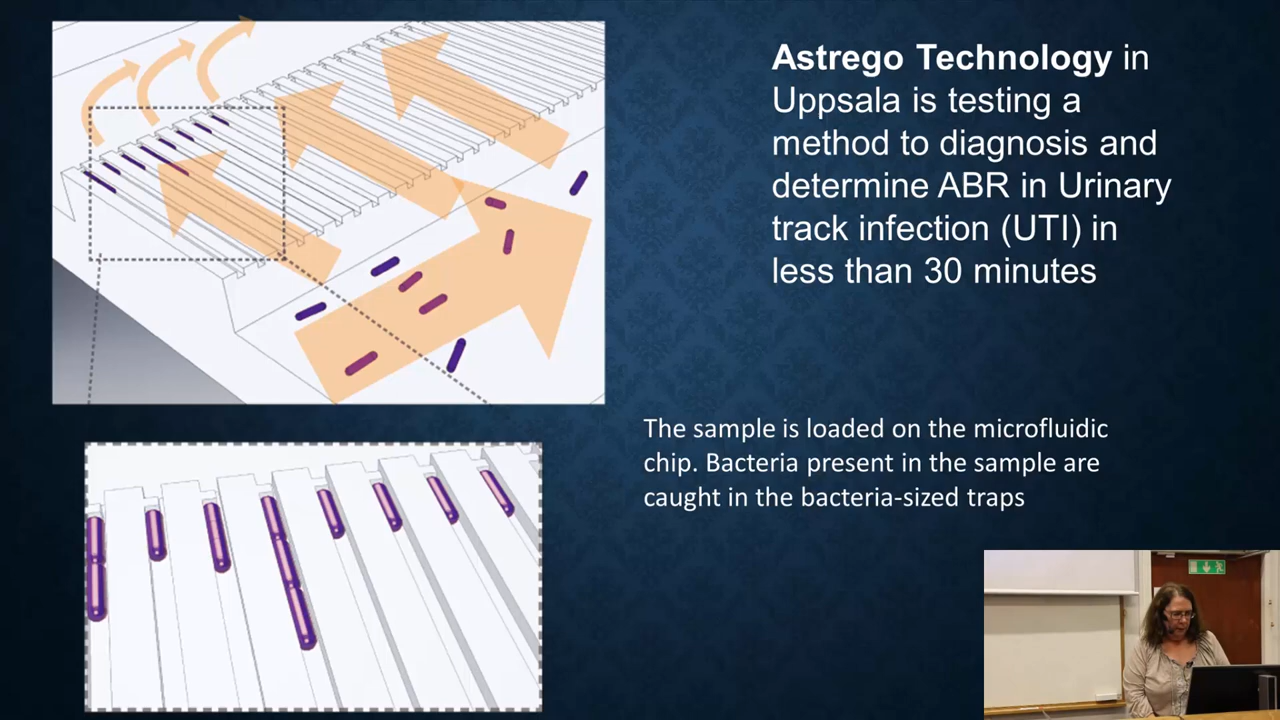 Astrego Technology in
Uppsala is testing a
method to diagnosis and
determine ABR in Urinary
track infection (UTI) in
less than 30 minutes
The sample is loaded on the microfluidic
chip. Bacteria present in the sample are
caught in the bacteria-sized traps